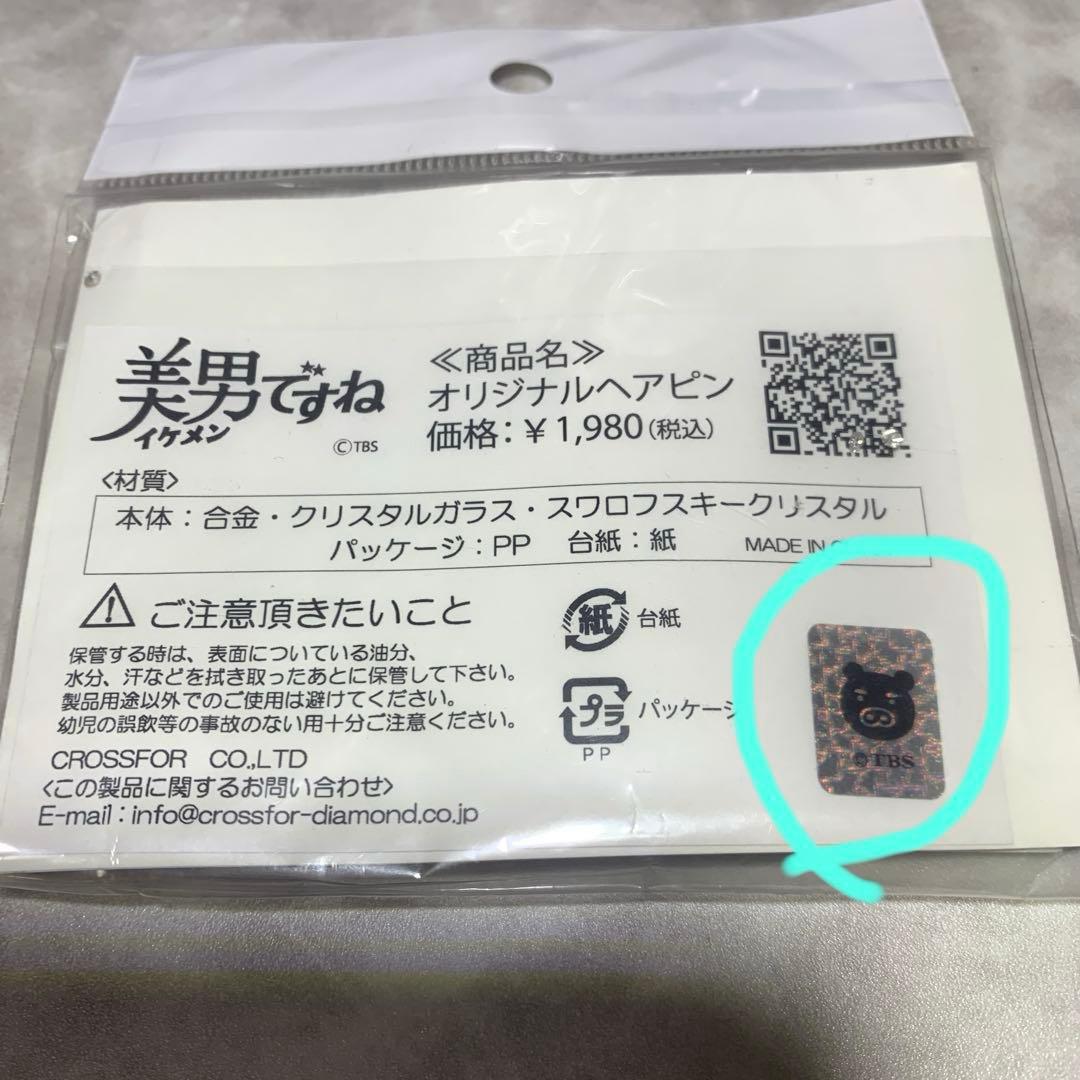 美男ですね
イケメン
©TBS
≪商品名≫
オリジナルヘアピン
価格:￥1,980(税込)
〈材質〉
本体:合金・クリスタルガラス・スワロフスキークリスタル
パッケージ:PP 台紙:紙 MADE IN
⚠ ご注意頂きたいこと
保管する時は、表面についている油分、
水分、汗などを拭き取ったあとに保管して下さい。
製品用途以外でのご使用は避けてください。
幼児の誤飲等の事故のない用十分ご注意ください。
CROSSFOR CO.,LTD
〈この製品に関するお問い合わせ〉
E-mail:info@crossfor-diamond.co.jp
紙 台紙
プラ パッケージ
PP
©TBS